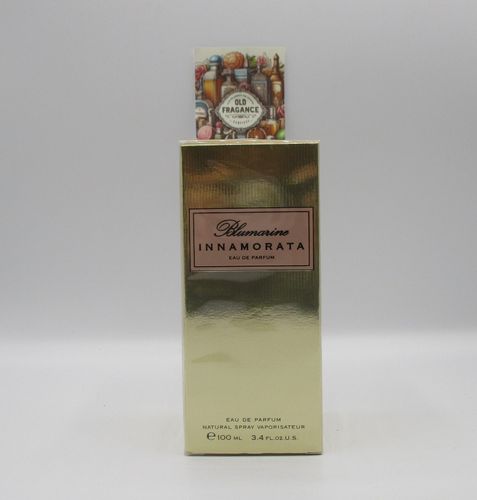 OLD
FRAGANCE
Blumarine
INNAMORATA
EAU DE PARFUM
EAU DE PARFUM
NATURAL SPRAY VAPORISATEUR
℮100 ML 3.4 FL.OZ.U.S.